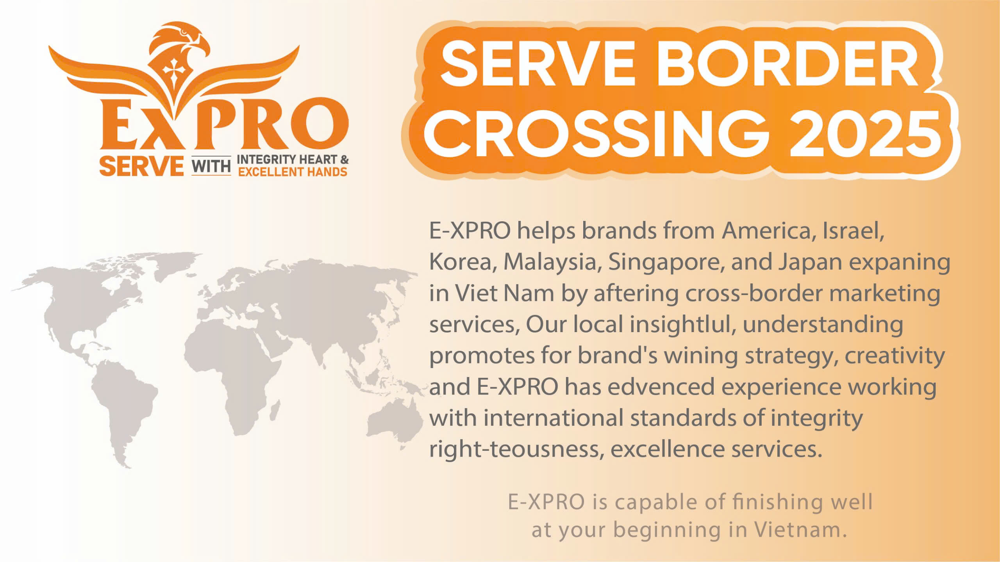 EXPRO
SERVE WITH INTEGRITY HEART &
EXCELLENT HANDS
SERVE BORDER
CROSSING 2025
E-XPRO helps brands from America, Israel,
Korea, Malaysia, Singapore, and Japan expaning
in Viet Nam by aftering cross-border marketing
services, Our local insightlul, understanding
promotes for brand's wining strategy, creativity
and E-XPRO has edvenced experience working
with international standards of integrity
right-teousness, excellence services.
E-XPRO is capable of finishing well
at your beginning in Vietnam.